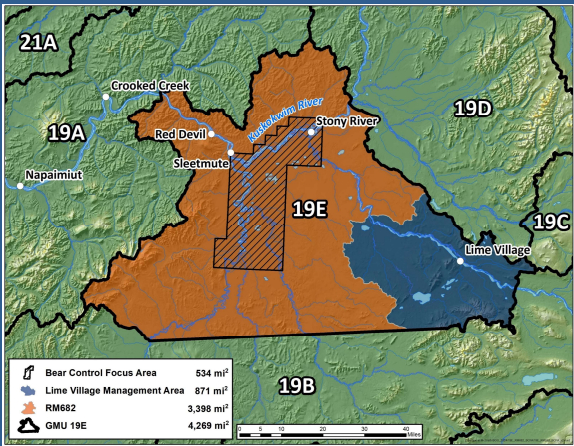 21A
Crooked Creek
19D
19A
Kuskokwim River
Stony River
Red Devil
Sleetmute
Napaimiut
19E
19C
Lime Village
Bear Control Focus Area 534 mi²
Lime Village Management Area 871 mi²
RM682 3,398 mi²
GMU 19E 4,269 mi²
19B
0 5 10 20 30 40
Miles